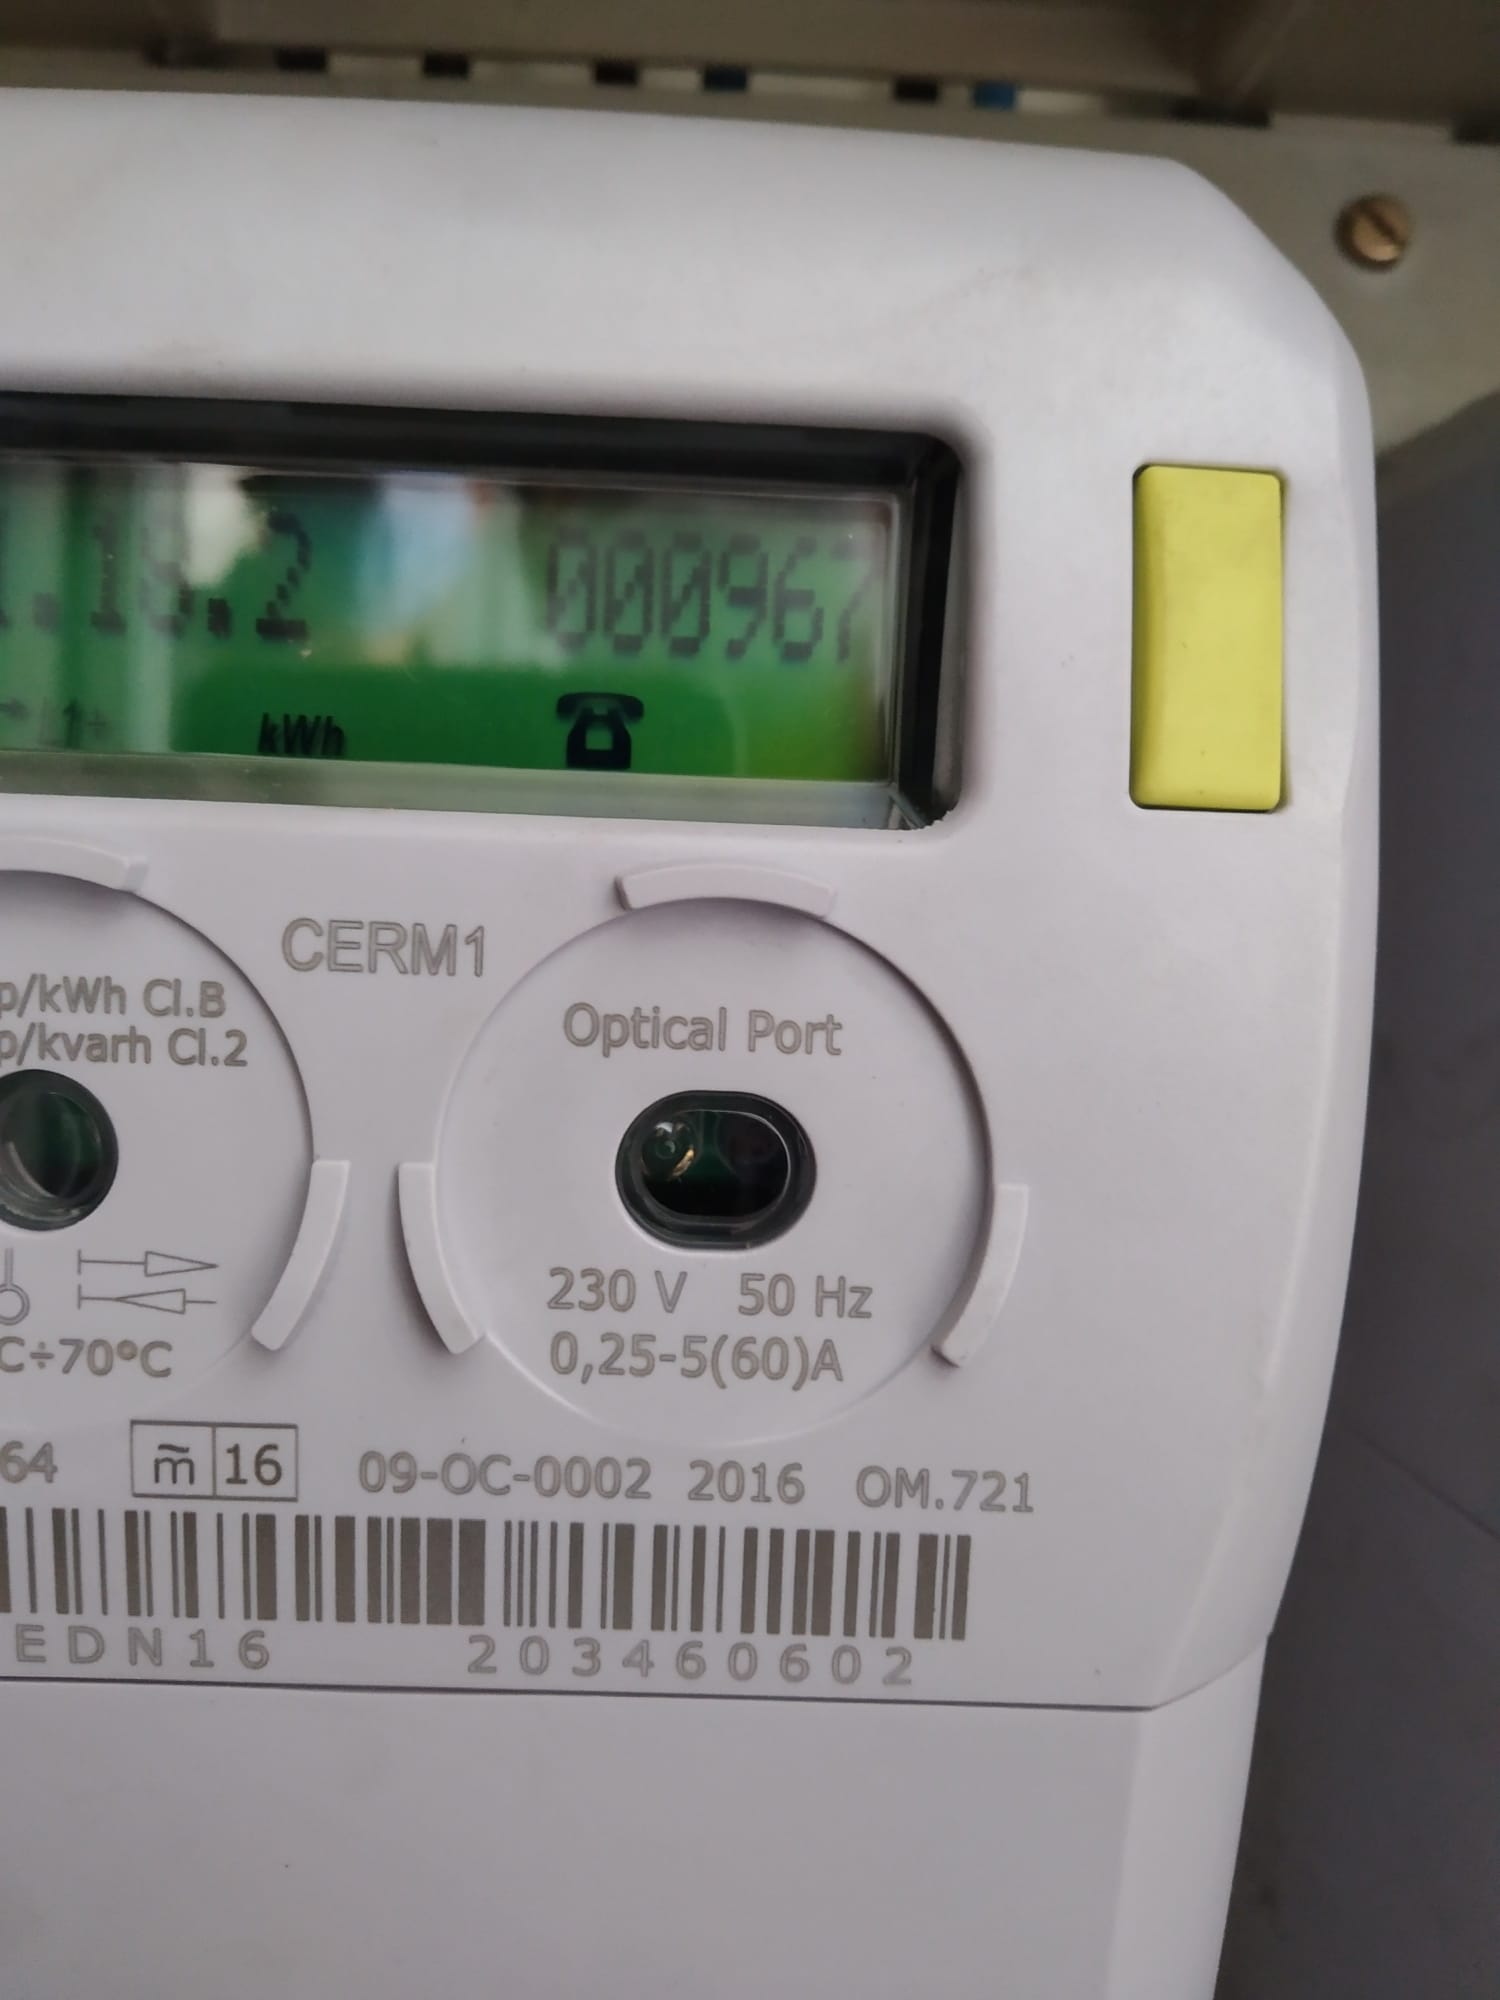 .18.2 000967
kWh
CERM1
p/kWh Cl.B
p/kvarh Cl.2
Optical Port
230 V 50 Hz
0,25-5(60)A
C÷70°C
64 m 16 09-OC-0002 2016 OM.721
EDN16 203460602